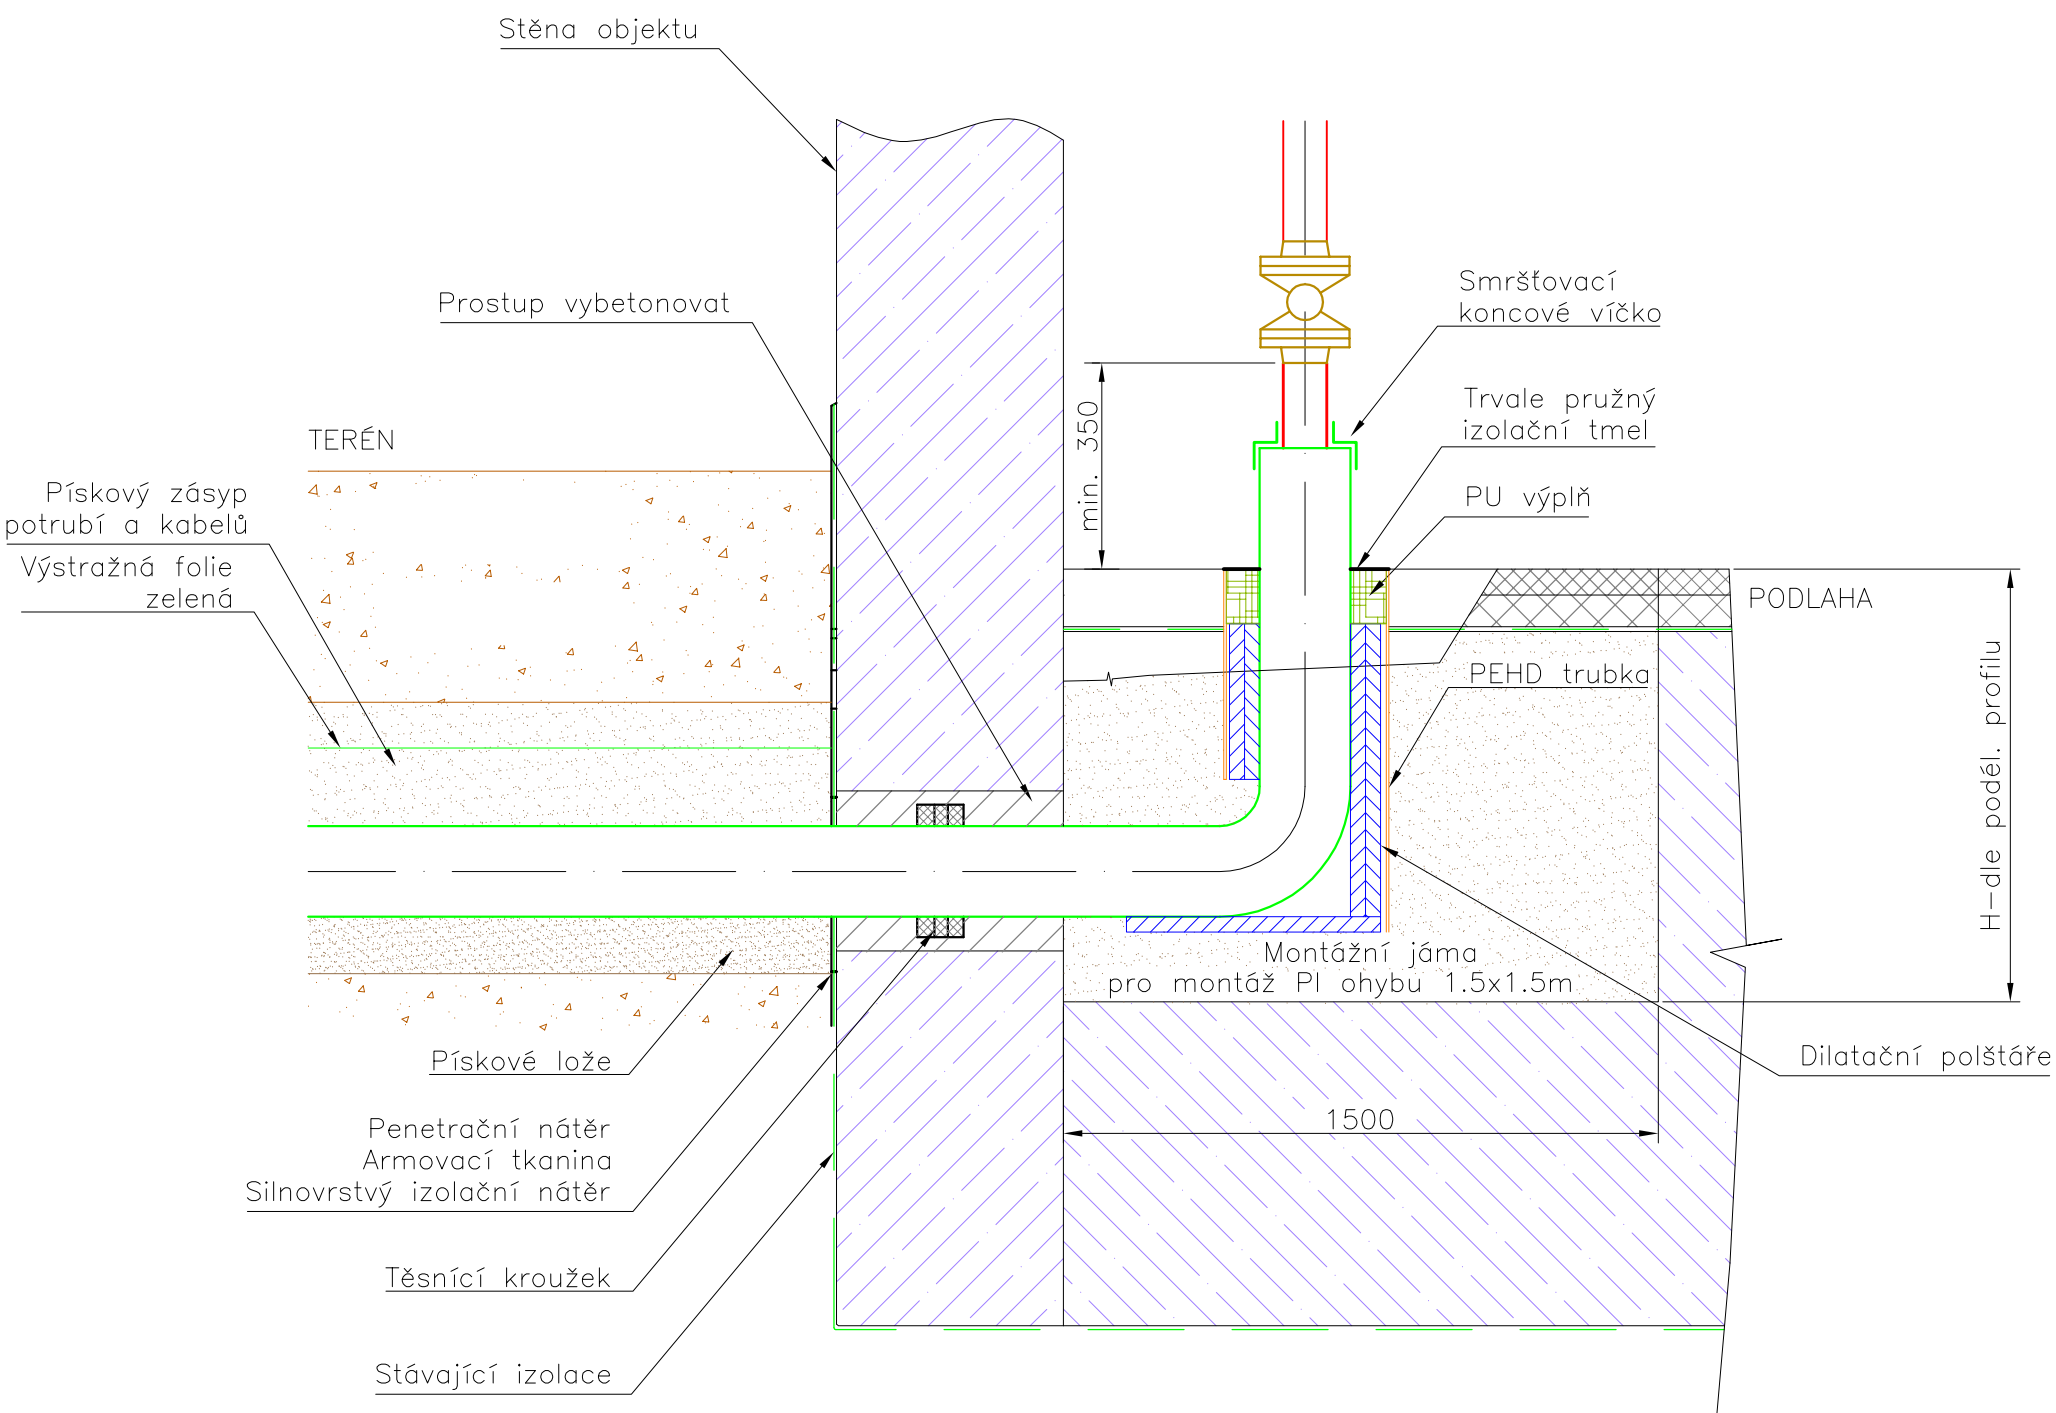 Stěna objektu
Prostup vybetonovat
Smršťovací
koncové víčko
Trvale pružný
izolační tmel
min. 350
TERÉN
Pískový zásyp
potrubí a kabelů
PU výplň
Výstražná folie
zelená
PODLAHA
PEHD trubka
H-dle poděl. profilu
Montážní jáma
pro montáž PI ohybu 1.5x1.5m
Pískové lože
Dilatační polštáře
1500
Penetrační nátěr
Armovací tkanina
Silnovrstvý izolační nátěr
Těsnící kroužek
Stávající izolace